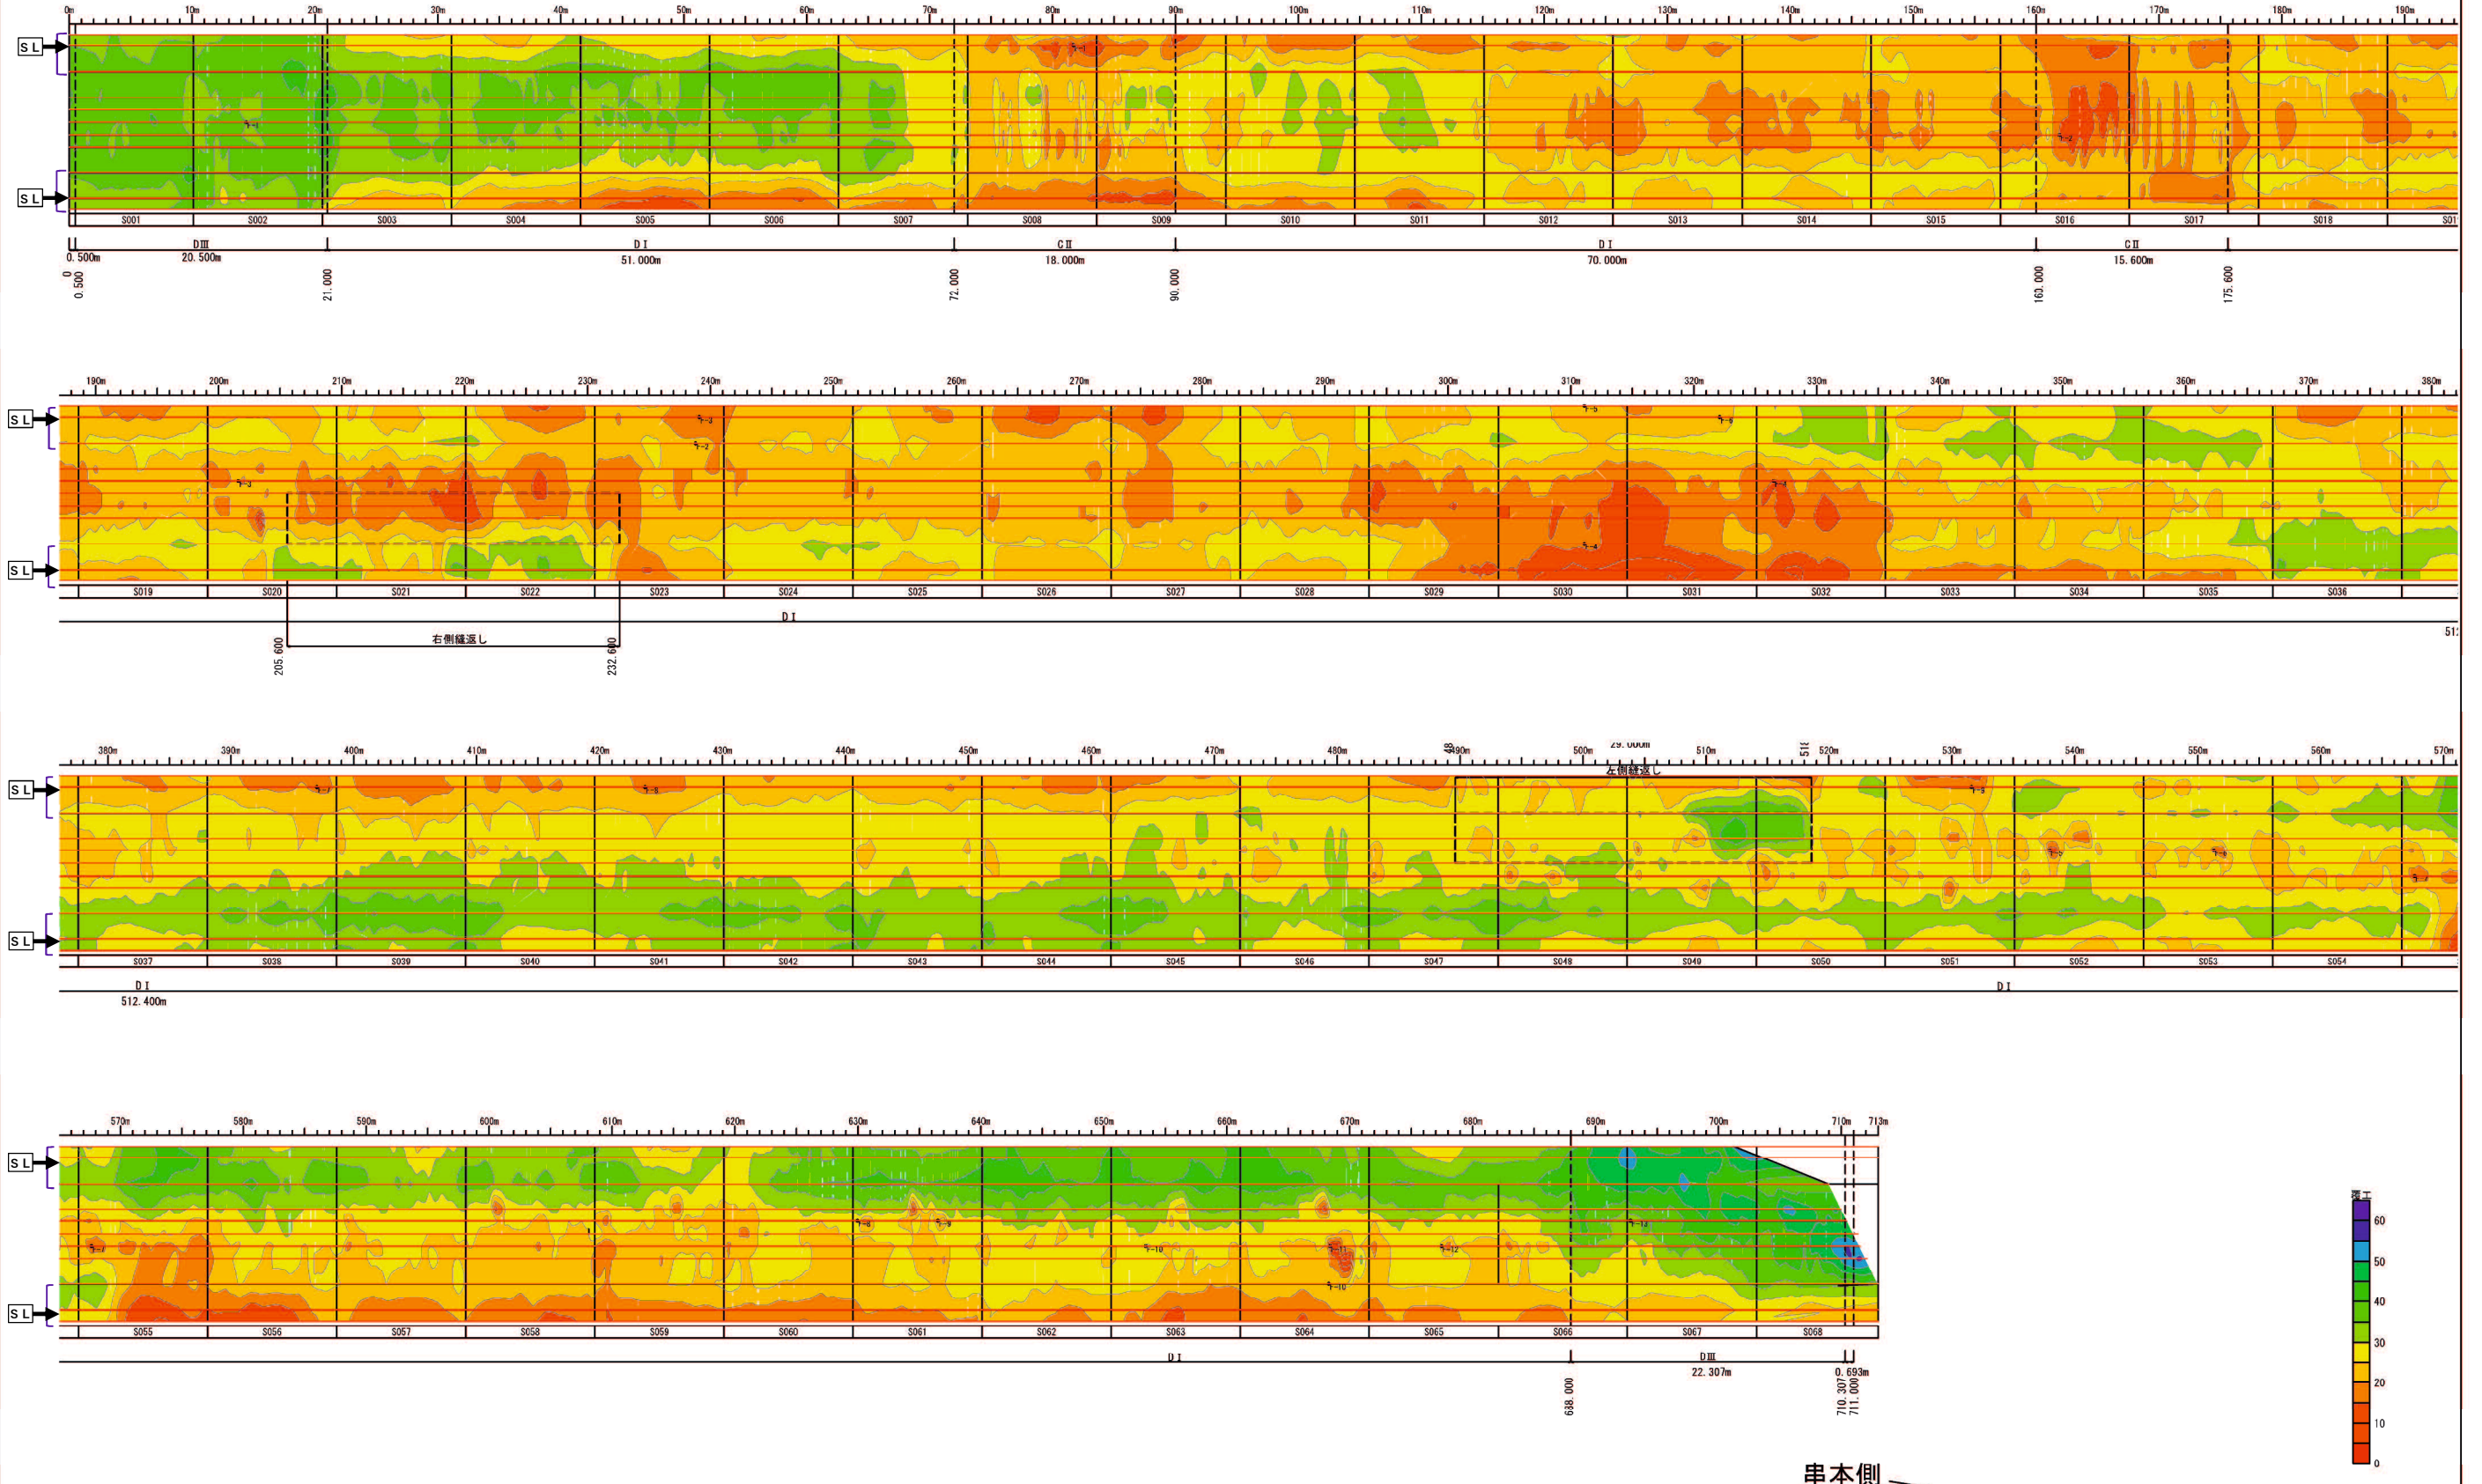 0m 10m 20m 30m 40m 50m 60m 70m 80m 90m 100m 110m 120m 130m 140m 150m 160m 170m 180m 190m
SL
SL
S001 S002 S003 S004 S005 S006 S007 S008 S009 S010 S011 S012 S013 S014 S015 S016 S017 S018
DⅢ DⅠ CⅡ DⅠ CⅡ
0.500m 20.500m 51.000m 18.000m 70.000m 15.600m
0 0.500 21.000 72.000 90.000 160.000 175.600
190m 200m 210m 220m 230m 240m 250m 260m 270m 280m 290m 300m 310m 320m 330m 340m 350m 360m 370m 380m
SL
SL
S019 S020 S021 S022 S023 S024 S025 S026 S027 S028 S029 S030 S031 S032 S033 S034 S035 S036
DⅠ
右側縫返し
205.600 232.600
380m 390m 400m 410m 420m 430m 440m 450m 460m 470m 480m 490m 500m 510m 520m 530m 540m 550m 560m 570m
29.000m
左側縫返し
SL
SL
S037 S038 S039 S040 S041 S042 S043 S044 S045 S046 S047 S048 S049 S050 S051 S052 S053 S054
DⅠ DⅠ
512.400m
570m 580m 590m 600m 610m 620m 630m 640m 650m 660m 670m 680m 690m 700m 710m 713m
SL
SL
S055 S056 S057 S058 S059 S060 S061 S062 S063 S064 S065 S066 S067 S068
DⅠ DⅢ
22.307m 0.693m
688.000 710.307 711.000
覆工
60
50
40
30
20
10
0
串本側